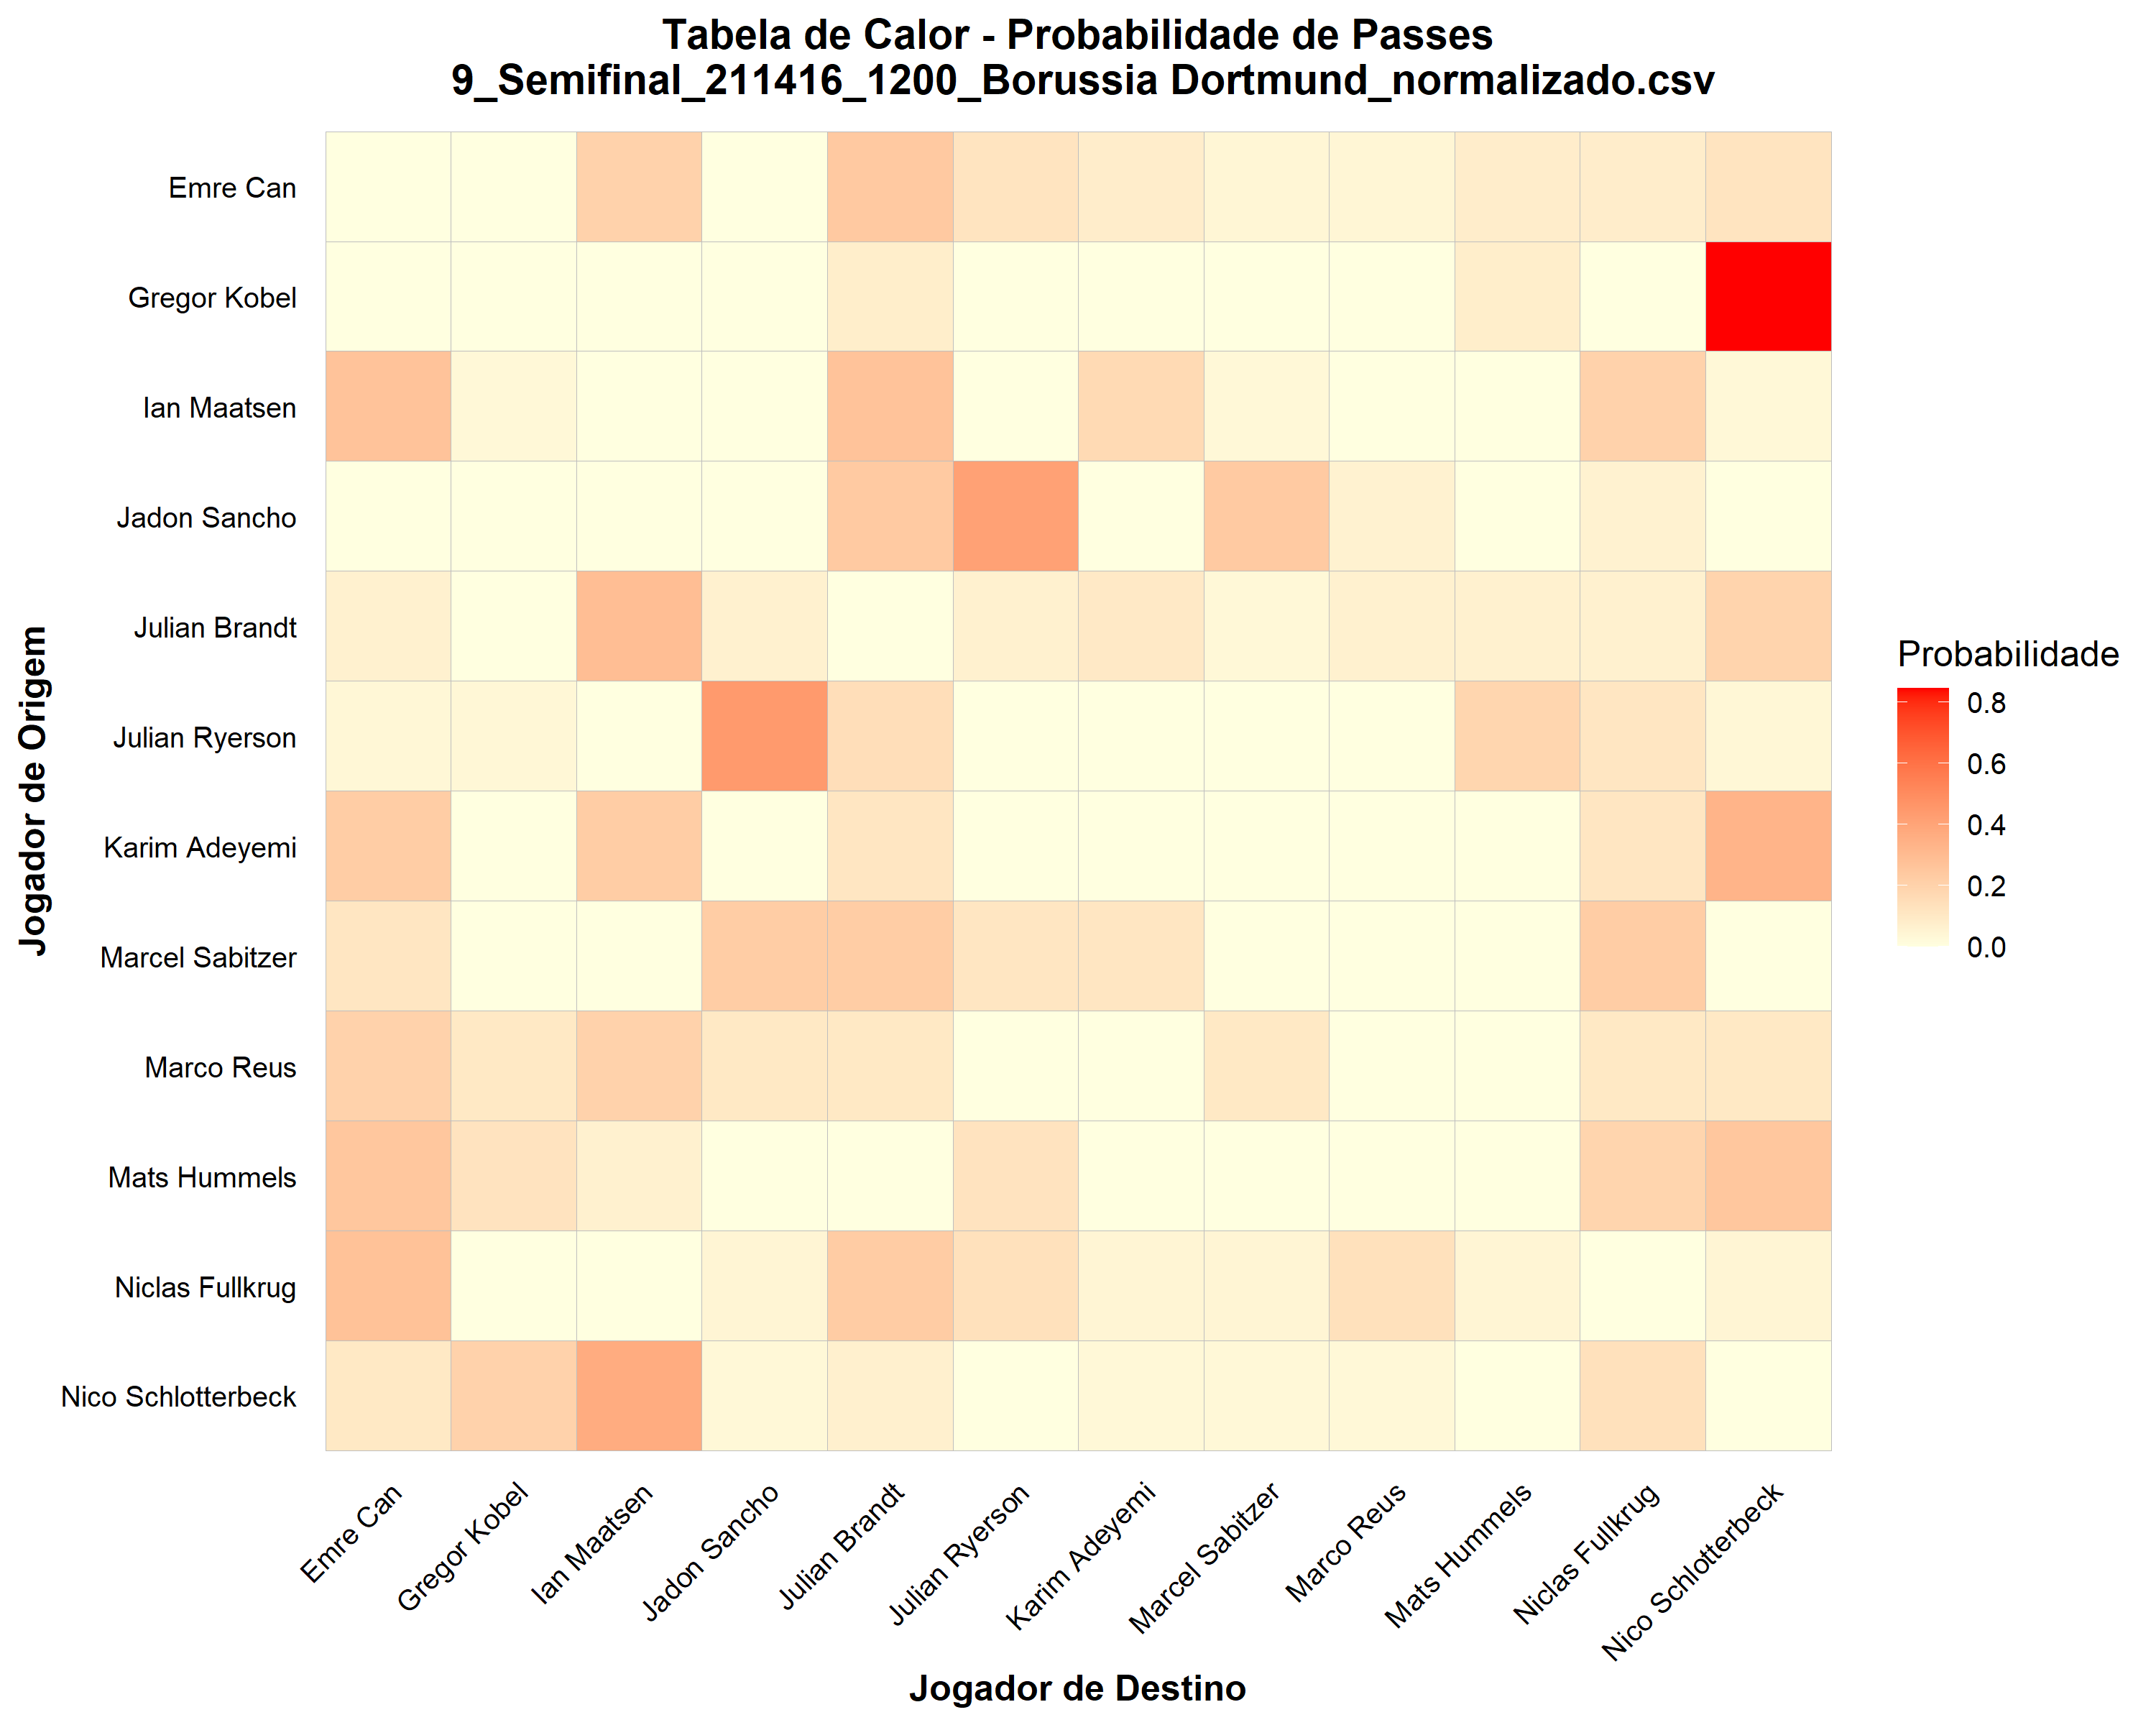 Tabela de Calor - Probabilidade de Passes
9_Semifinal_211416_1200_Borussia Dortmund_normalizado.csv
Jogador de Origem
Emre Can
Gregor Kobel
Ian Maatsen
Jadon Sancho
Julian Brandt
Julian Ryerson
Karim Adeyemi
Marcel Sabitzer
Marco Reus
Mats Hummels
Niclas Fullkrug
Nico Schlotterbeck
Probabilidade
0.8
0.6
0.4
0.2
0.0
Emre Can
Gregor Kobel
Ian Maatsen
Jadon Sancho
Julian Brandt
Julian Ryerson
Karim Adeyemi
Marcel Sabitzer
Marco Reus
Mats Hummels
Niclas Fullkrug
Nico Schlotterbeck
Jogador de Destino